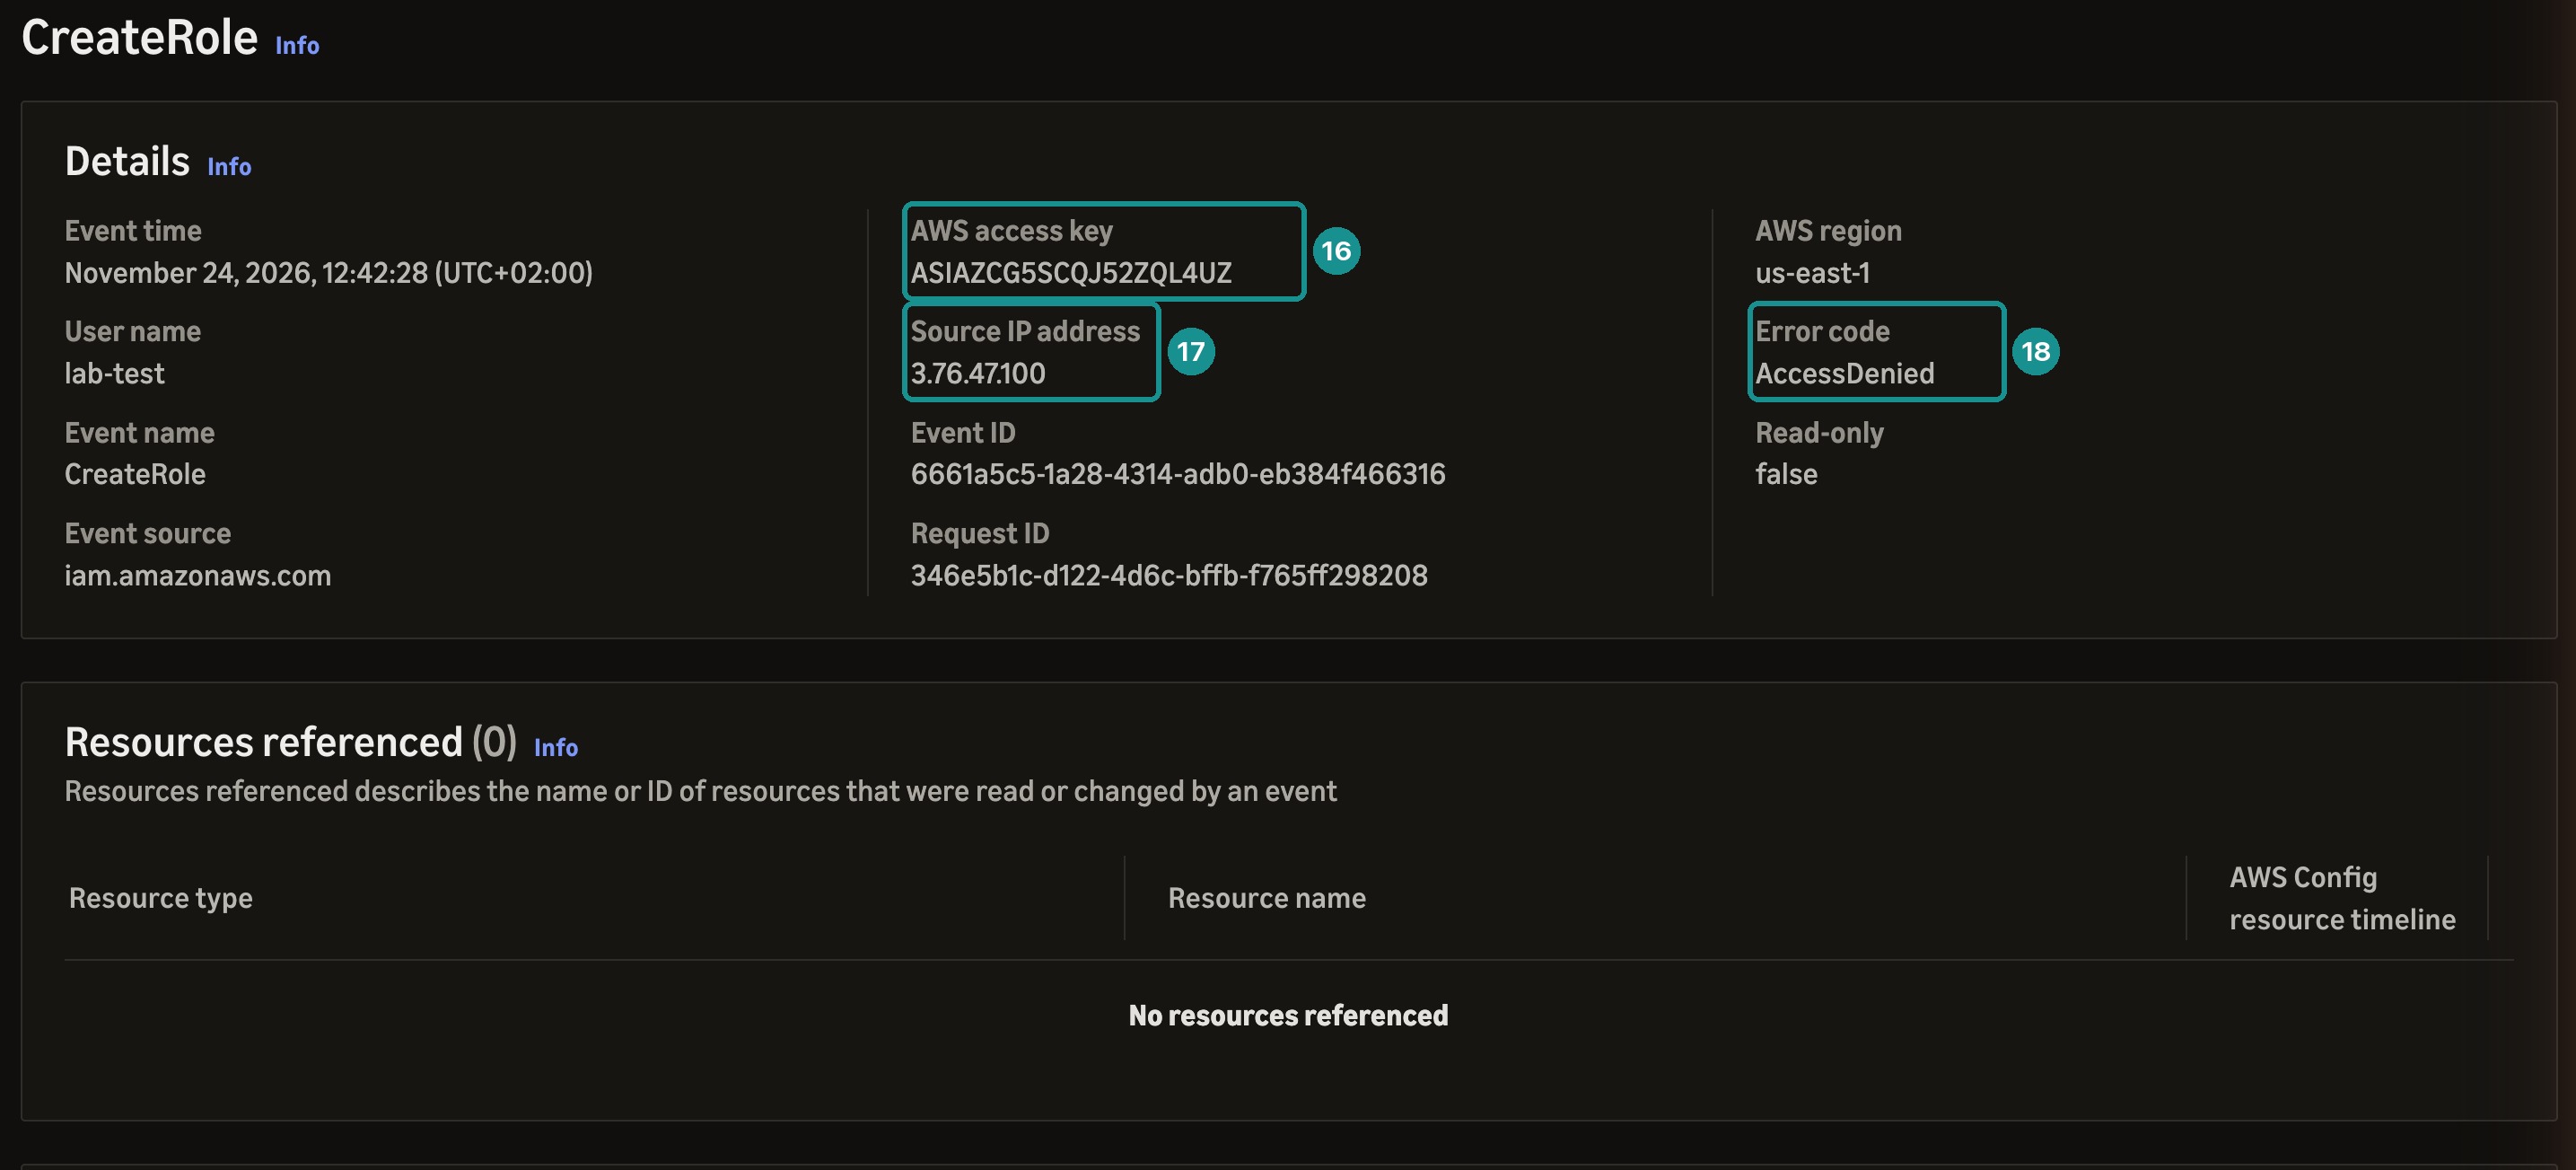 CreateRole Info
Details Info
Event time
November 24, 2026, 12:42:28 (UTC+02:00)
User name
lab-test
Event name
CreateRole
Event source
iam.amazonaws.com
AWS access key
ASIAZCG5SCQJ52ZQL4UZ
16
Source IP address
3.76.47.100
17
Event ID
6661a5c5-1a28-4314-adb0-eb384f466316
Request ID
346e5b1c-d122-4d6c-bffb-f765ff298208
AWS region
us-east-1
Error code
AccessDenied
18
Read-only
false
Resources referenced (0) Info
Resources referenced describes the name or ID of resources that were read or changed by an event
Resource type
Resource name
AWS Config
resource timeline
No resources referenced